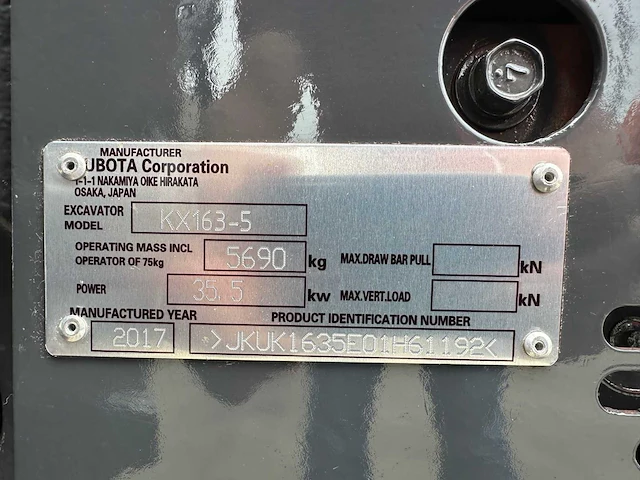 MANUFACTURER
UBOTA Corporation
1-1-1 NAKAMIYA OIKE HIRAKATA
OSAKA, JAPAN
EXCAVATOR MODEL KX163-5
OPERATING MASS INCL OPERATOR OF 75kg 5690 kg MAX.DRAW BAR PULL kN
POWER 35.5 kw MAX.VERT.LOAD kN
MANUFACTURED YEAR PRODUCT IDENTIFICATION NUMBER
2017 >JKUK1635E01H61192<